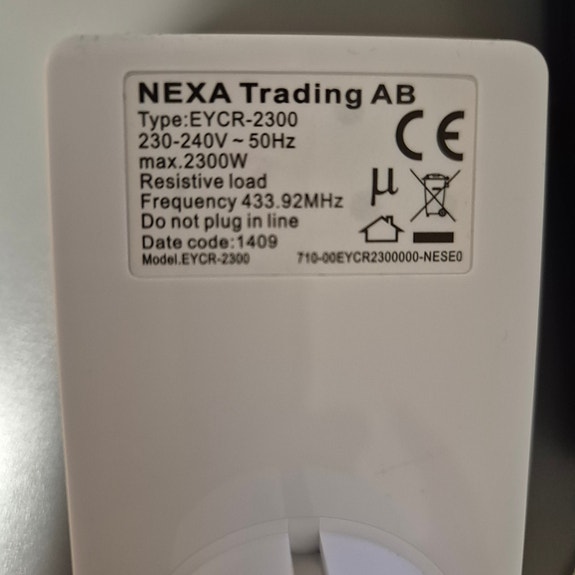 NEXA Trading AB
Type:EYCR-2300
230-240V ~ 50Hz
max.2300W
Resistive load
Frequency 433.92MHz
Do not plug in line
Date code:1409
Model.EYCR-2300 710-00EYCR2300000-NESE0
CE
μ